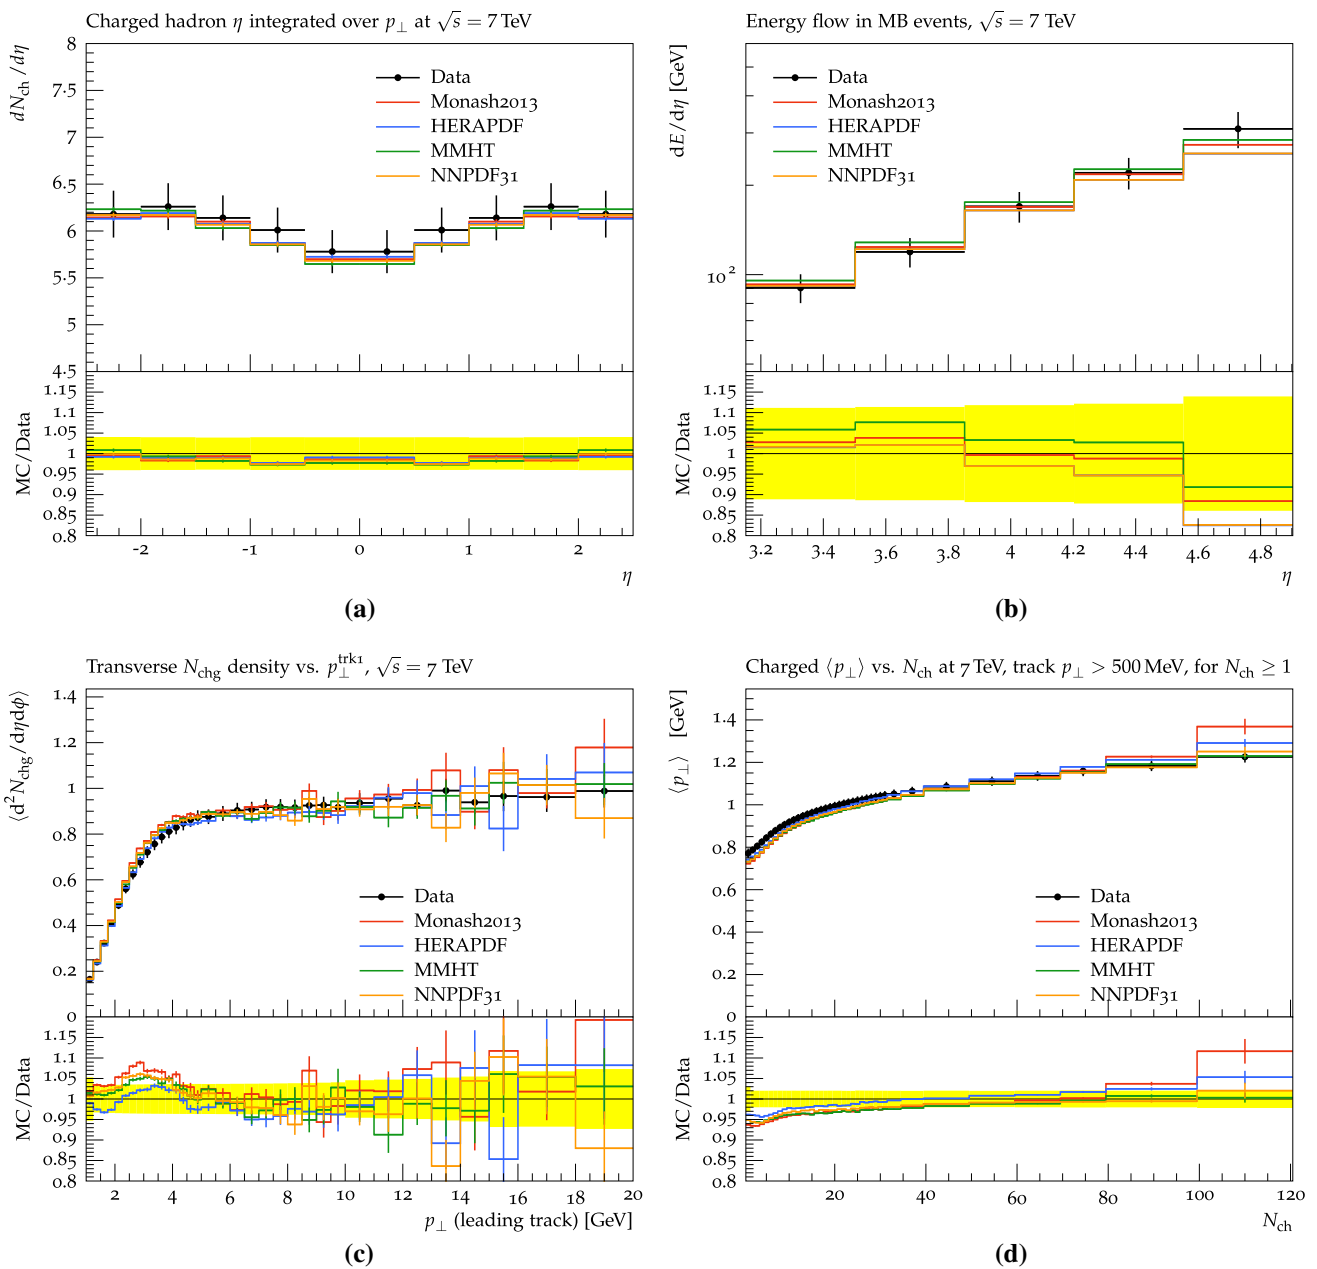 Charged hadron η integrated over p⊥ at √s = 7 TeV
dN_ch/dη
8
7.5
7
6.5
6
5.5
5
4.5
Data
Monash2013
HERAPDF
MMHT
NNPDF31
MC/Data
1.15
1.1
1.05
1
0.95
0.9
0.85
0.8
-2 -1 0 1 2
η
(a)
Energy flow in MB events, √s = 7 TeV
dE/dη [GeV]
10²
Data
Monash2013
HERAPDF
MMHT
NNPDF31
MC/Data
1.15
1.1
1.05
1
0.95
0.9
0.85
0.8
3.2 3.4 3.6 3.8 4 4.2 4.4 4.6 4.8
η
(b)
Transverse N_chg density vs. p⊥^trk1, √s = 7 TeV
⟨d²N_chg/dηdϕ⟩
1.4
1.2
1
0.8
0.6
0.4
0.2
0
Data
Monash2013
HERAPDF
MMHT
NNPDF31
MC/Data
1.15
1.1
1.05
1
0.95
0.9
0.85
0.8
2 4 6 8 10 12 14 16 18 20
p⊥ (leading track) [GeV]
(c)
Charged ⟨p⊥⟩ vs. N_ch at 7 TeV, track p⊥ > 500 MeV, for N_ch ≥ 1
⟨p⊥⟩ [GeV]
1.4
1.2
1
0.8
0.6
0.4
0.2
0
Data
Monash2013
HERAPDF
MMHT
NNPDF31
MC/Data
1.15
1.1
1.05
1
0.95
0.9
0.85
0.8
20 40 60 80 100 120
N_ch
(d)